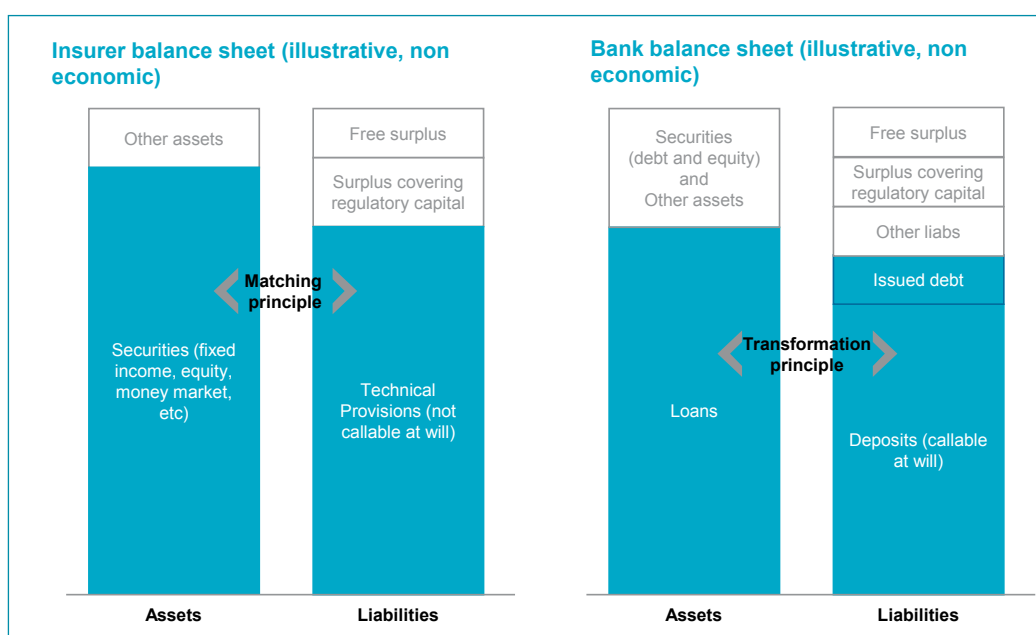 Insurer balance sheet (illustrative, non
economic)
Other assets
Securities (fixed
income, equity,
money market,
etc)
Matching
principle
Free surplus
Surplus covering
regulatory capital
Technical
Provisions (not
callable at will)
Assets
Liabilities
Bank balance sheet (illustrative, non
economic)
Securities
(debt and equity)
and
Other assets
Loans
Transformation
principle
Free surplus
Surplus covering
regulatory capital
Other liabs
Issued debt
Deposits (callable
at will)
Assets
Liabilities